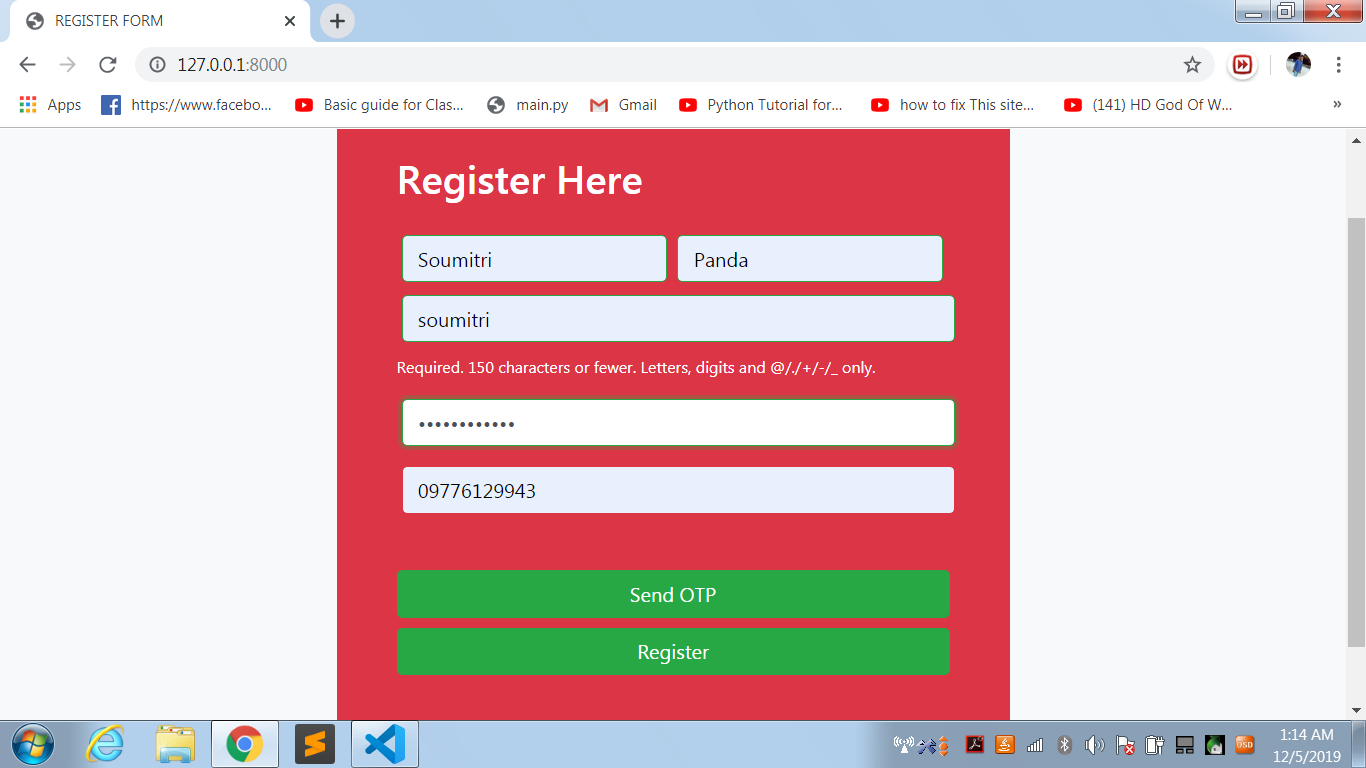 REGISTER FORM
127.0.0.1:8000
Apps https://www.facebo... Basic guide for Clas... main.py Gmail Python Tutorial for... how to fix This site... (141) HD God Of W... »
Register Here
Soumitri Panda
soumitri
Required. 150 characters or fewer. Letters, digits and @/./+/-/_ only.
••••••••••••
09776129943
Send OTP
Register
OSD
1:14 AM
12/5/2019